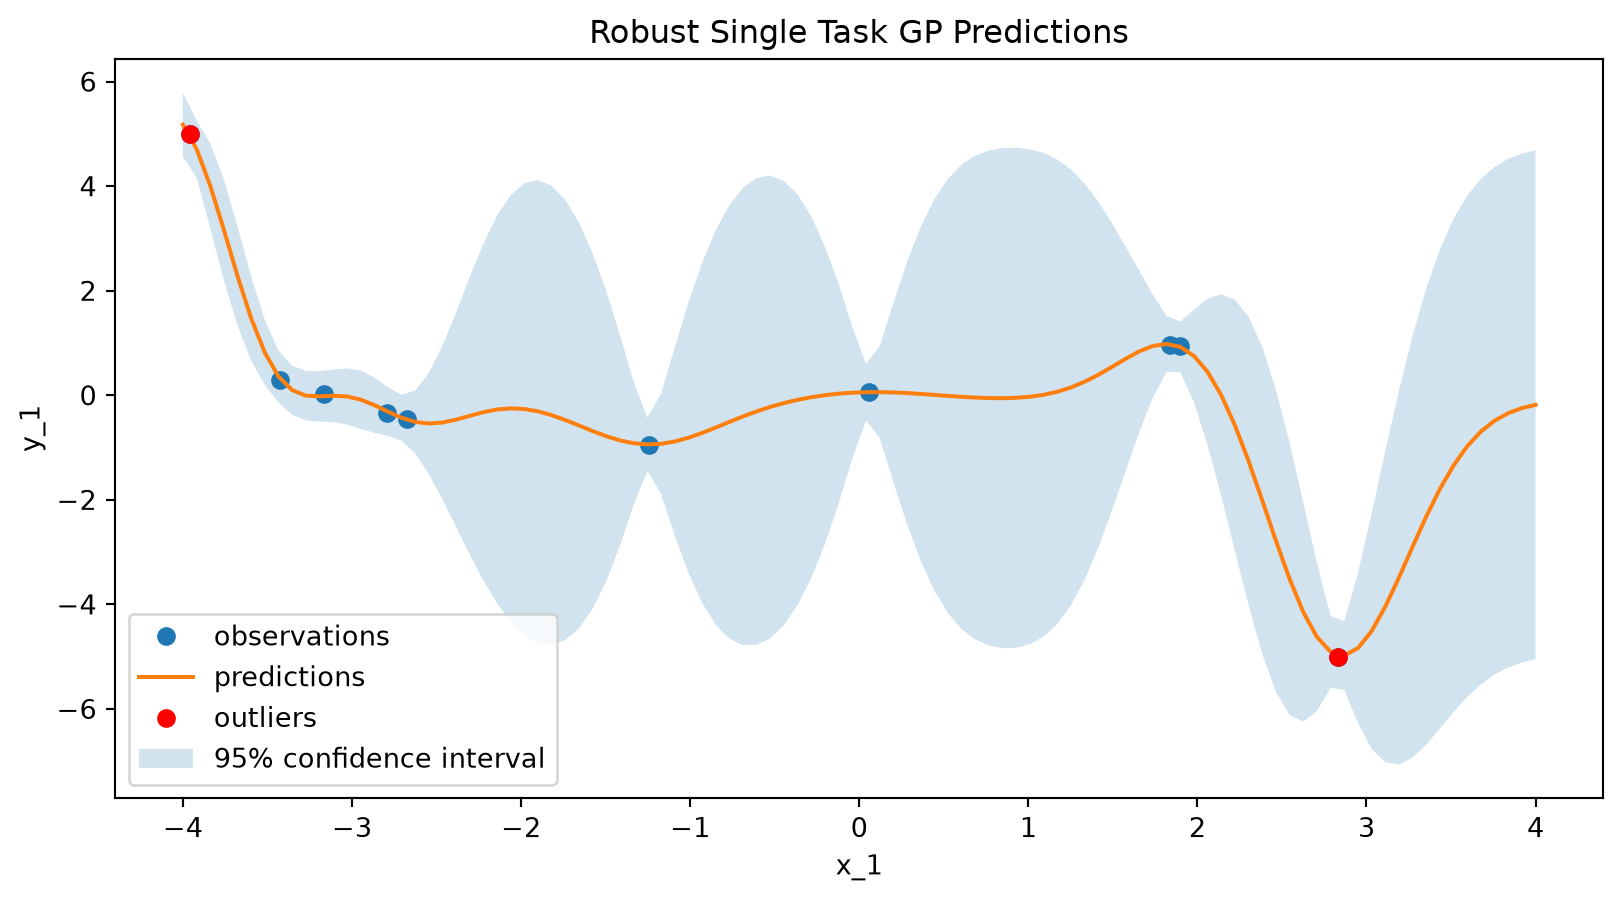 Robust Single Task GP Predictions
6
4
2
0
−2
−4
−6
y_1
observations
predictions
outliers
95% confidence interval
−4 −3 −2 −1 0 1 2 3 4
x_1